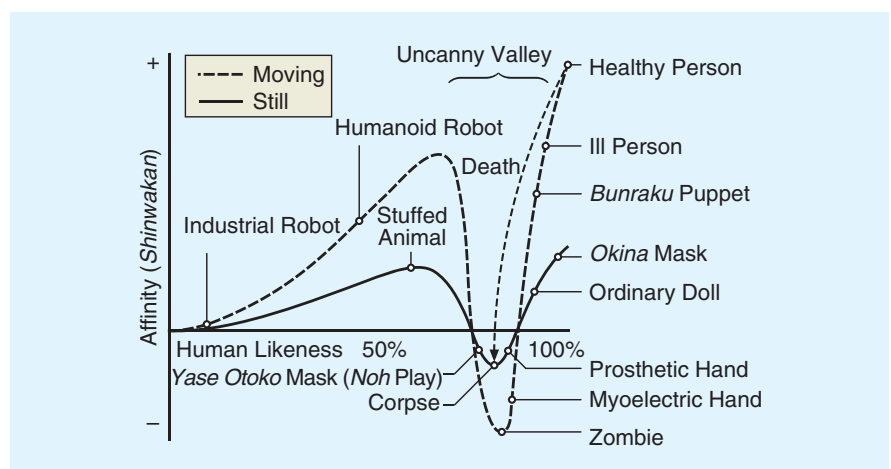 +
Uncanny Valley
Healthy Person
Moving
Still
Humanoid Robot
Ill Person
Death
Bunraku Puppet
Industrial Robot
Stuffed
Animal
Okina Mask
Ordinary Doll
Affinity (Shinwakan)
Human Likeness 50% 100%
Yase Otoko Mask (Noh Play)
Prosthetic Hand
Corpse
Myoelectric Hand
–
Zombie